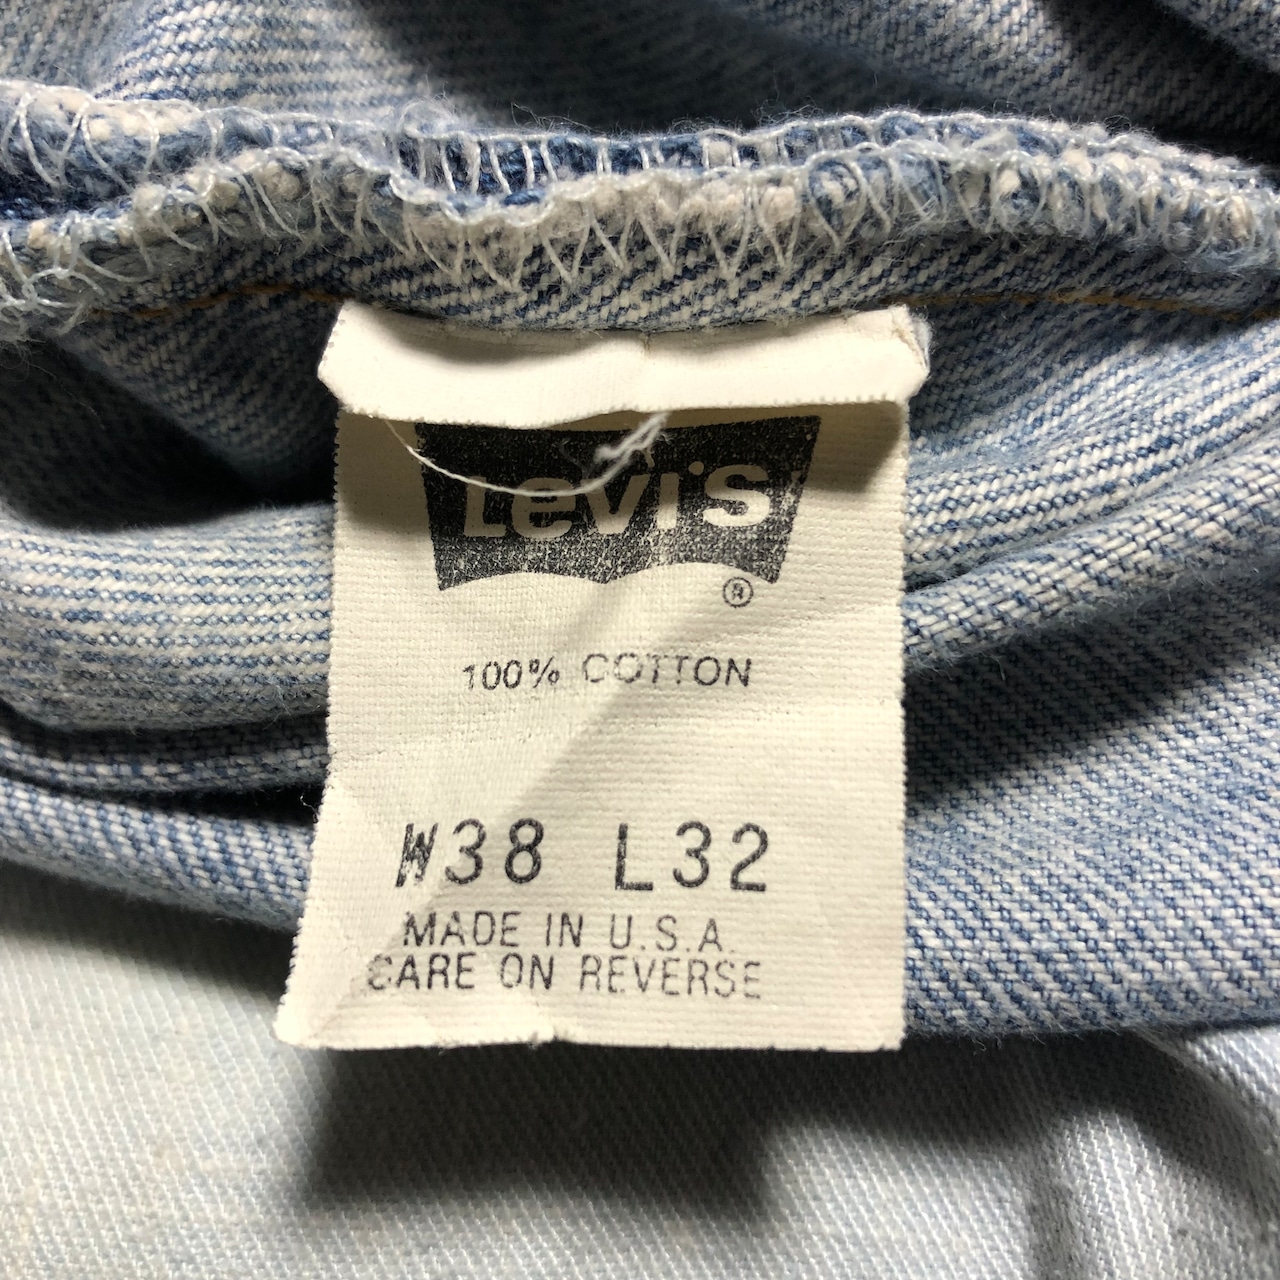 Levi's
®
100% COTTON
W38 L32
MADE IN U.S.A.
CARE ON REVERSE